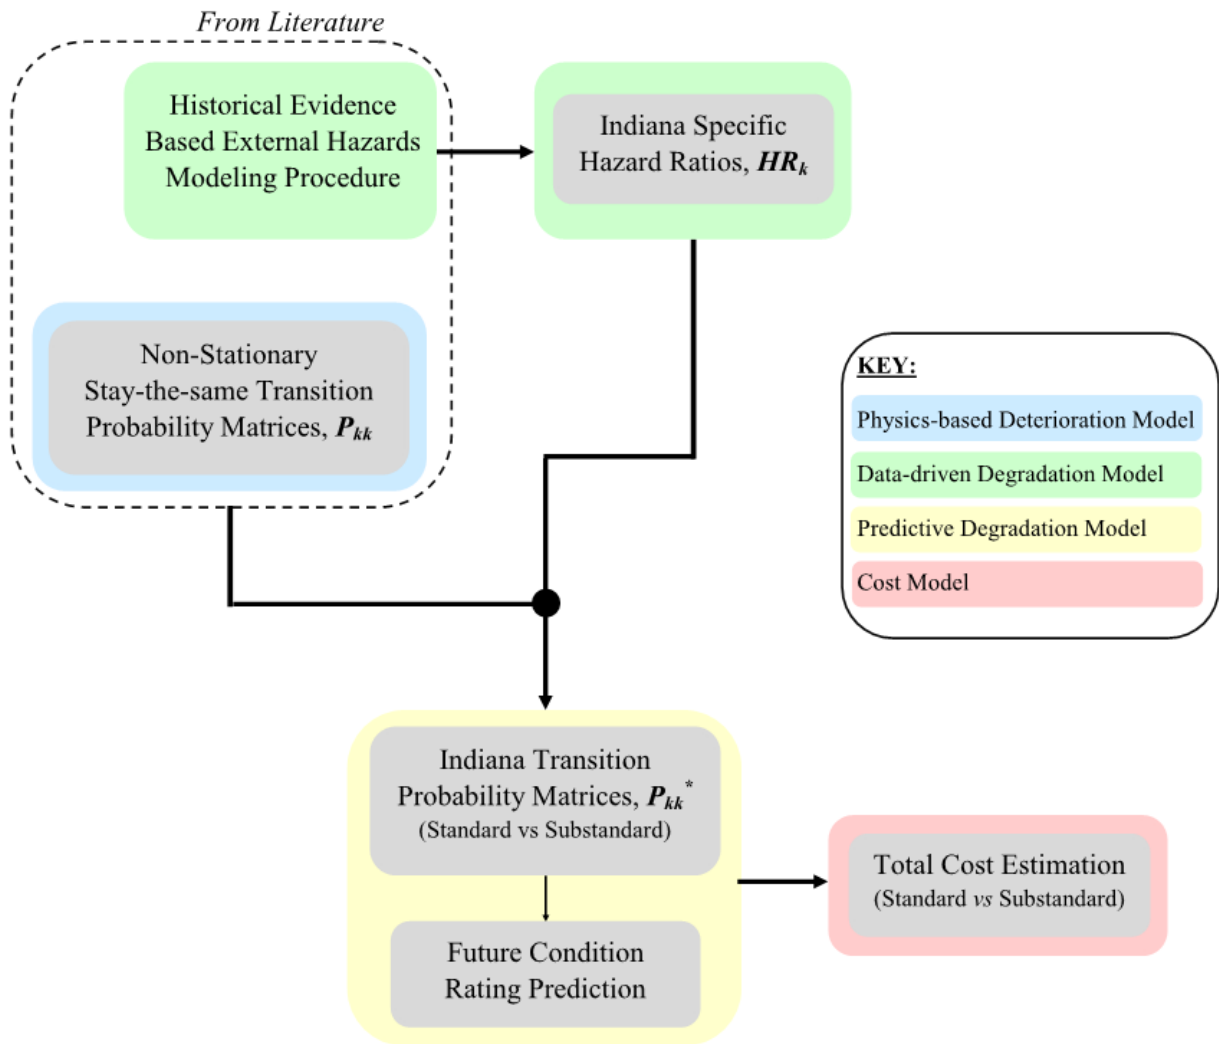 From Literature
Historical Evidence
Based External Hazards
Modeling Procedure
Indiana Specific
Hazard Ratios, HRk
Non-Stationary
Stay-the-same Transition
Probability Matrices, Pkk
KEY:
Physics-based Deterioration Model
Data-driven Degradation Model
Predictive Degradation Model
Cost Model
Indiana Transition
Probability Matrices, Pkk*
(Standard vs Substandard)
Total Cost Estimation
(Standard vs Substandard)
Future Condition
Rating Prediction